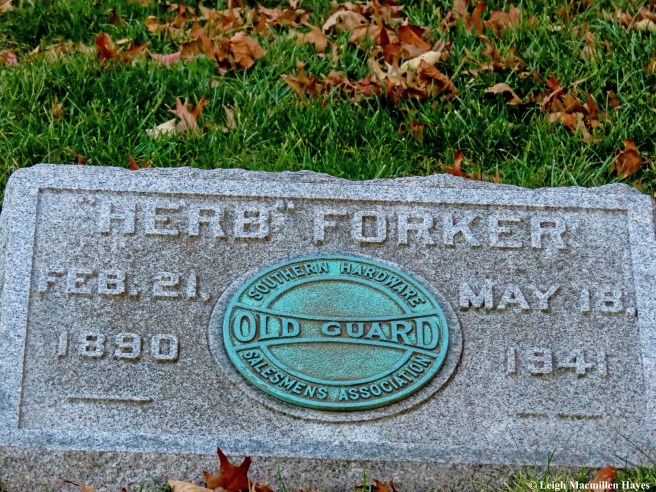 "HERB" FORKER
FEB. 21,
1890
SOUTHERN HARDWARE
OLD GUARD
SALESMENS ASSOCIATION
MAY 18,
1941
© Leigh Macmillen Hayes